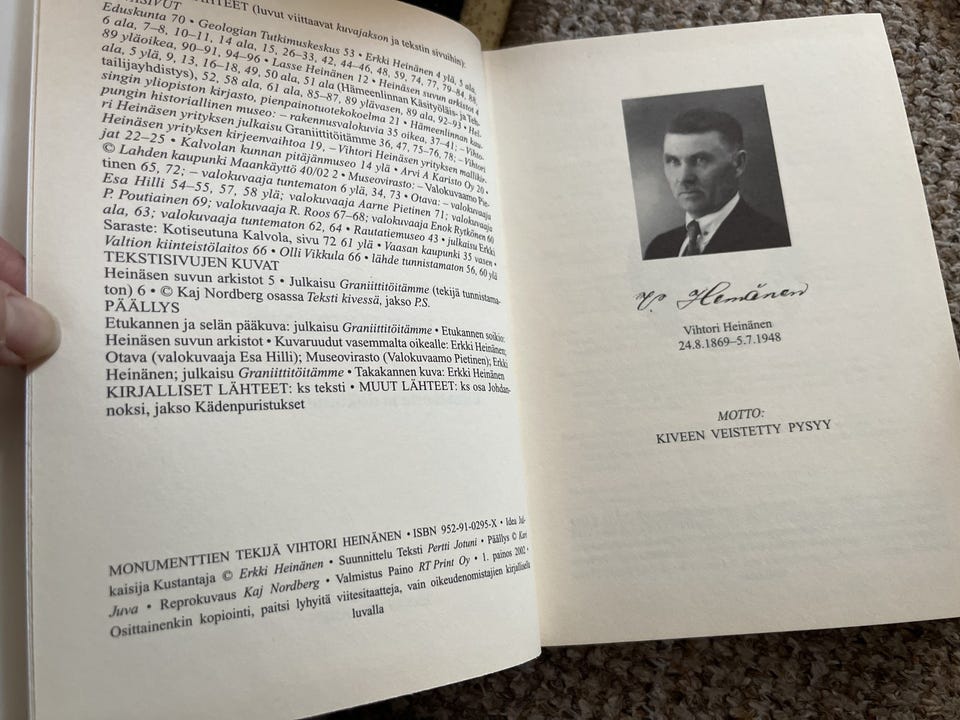 LÄHTEET (luvut viittaavat kuvajakson ja tekstin sivuihin):
Eduskunta 70 • Geologian Tutkimuskeskus 53 • Erkki Heinänen 4 ylä, 5 ala,
6 ala, 7–8, 10–11, 14 ala, 15, 26–33, 42, 44–46, 48, 59, 74, 77, 79–84, 88,
89 yläoikea, 90–91, 94–96 • Lasse Heinänen 12 • Heinäsen suvun arkistot 4
ala, 5 ylä, 9, 13, 16–18, 49, 50 ala, 51 ala (Hämeenlinnan Käsityöläis- ja Teh-
tailijayhdistys), 52, 58 ala, 61 ala, 85–87, 89 ylävasen, 89 ala, 92–93 • Hel-
singin yliopiston kirjasto, pienpainotuotekokoelma 21 • Hämeenlinnan kau-
pungin historiallinen museo: – rakennusvalokuvia 35 oikea, 37–41; – Vihto-
ri Heinäsen yrityksen julkaisu Graniittitöitämme 36, 47, 75–76, 78; – Vihtori
Heinäsen yrityksen kirjeenvaihtoa 19, – Vihtori Heinäsen yrityksen mallikir-
jat 22–25 • Kalvolan kunnan pitäjänmuseo 14 ylä • Arvi A Karisto Oy 20 •
© Lahden kaupunki Maankäyttö 40/02 2 • Museovirasto: – Valokuvaamo Pie-
tinen 65, 72; – valokuvaaja tuntematon 6 ylä, 34, 73 • Otava: – valokuvaaja
Esa Hilli 54–55, 57, 58 ylä; valokuvaaja Aarne Pietinen 71; valokuvaaja
P. Poutiainen 69; valokuvaaja R. Roos 67–68; valokuvaaja Enok Rytkönen 60
ala, 63; valokuvaaja tuntematon 62, 64 • Rautatiemuseo 43 • julkaisu Erkki
Saraste: Kotiseutuna Kalvola, sivu 72 61 ylä • Vaasan kaupunki 35 vasen •
Valtion kiinteistölaitos 66 • Olli Vikkula 66 • lähde tunnistamaton 56, 60 ylä
TEKSTISIVUJEN KUVAT
Heinäsen suvun arkistot 5 • Julkaisu Graniittitöitämme (tekijä tunnistama-
ton) 6 • © Kaj Nordberg osassa Teksti kivessä, jakso P.S.
PÄÄLLYS
Etukannen ja selän pääkuva: julkaisu Graniittitöitämme • Etukannen soikio:
Heinäsen suvun arkistot • Kuvaruudut vasemmalta oikealle: Erkki Heinänen;
Otava (valokuvaaja Esa Hilli); Museovirasto (Valokuvaamo Pietinen); Erkki
Heinänen; julkaisu Graniittitöitämme • Takakannen kuva: Erkki Heinänen
KIRJALLISET LÄHTEET: ks teksti • MUUT LÄHTEET: ks osa Johdan-
noksi, jakso Kädenpuristukset
MONUMENTTIEN TEKIJÄ VIHTORI HEINÄNEN • ISBN 952-91-0295-X • Idea Jul-
kaisija Kustantaja © Erkki Heinänen • Suunnittelu Teksti Pertti Jotuni • Päällys © Kari
Juva • Reprokuvaus Kaj Nordberg • Valmistus Paino RT Print Oy • 1. painos 2002 •
Osittainenkin kopiointi, paitsi lyhyitä viitesitaatteja, vain oikeudenomistajien kirjallisella
luvalla
V. Heinänen
Vihtori Heinänen
24.8.1869–5.7.1948
MOTTO:
KIVEEN VEISTETTY PYSYY